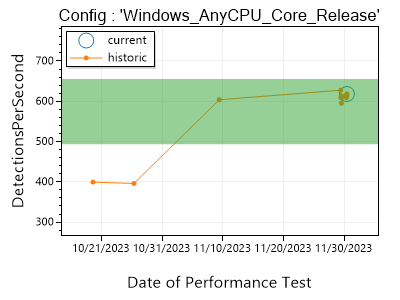 Config : 'Windows_AnyCPU_Core_Release'
current
historic
DetectionsPerSecond
700
600
500
400
300
10/21/2023 10/31/2023 11/10/2023 11/20/2023 11/30/2023
Date of Performance Test